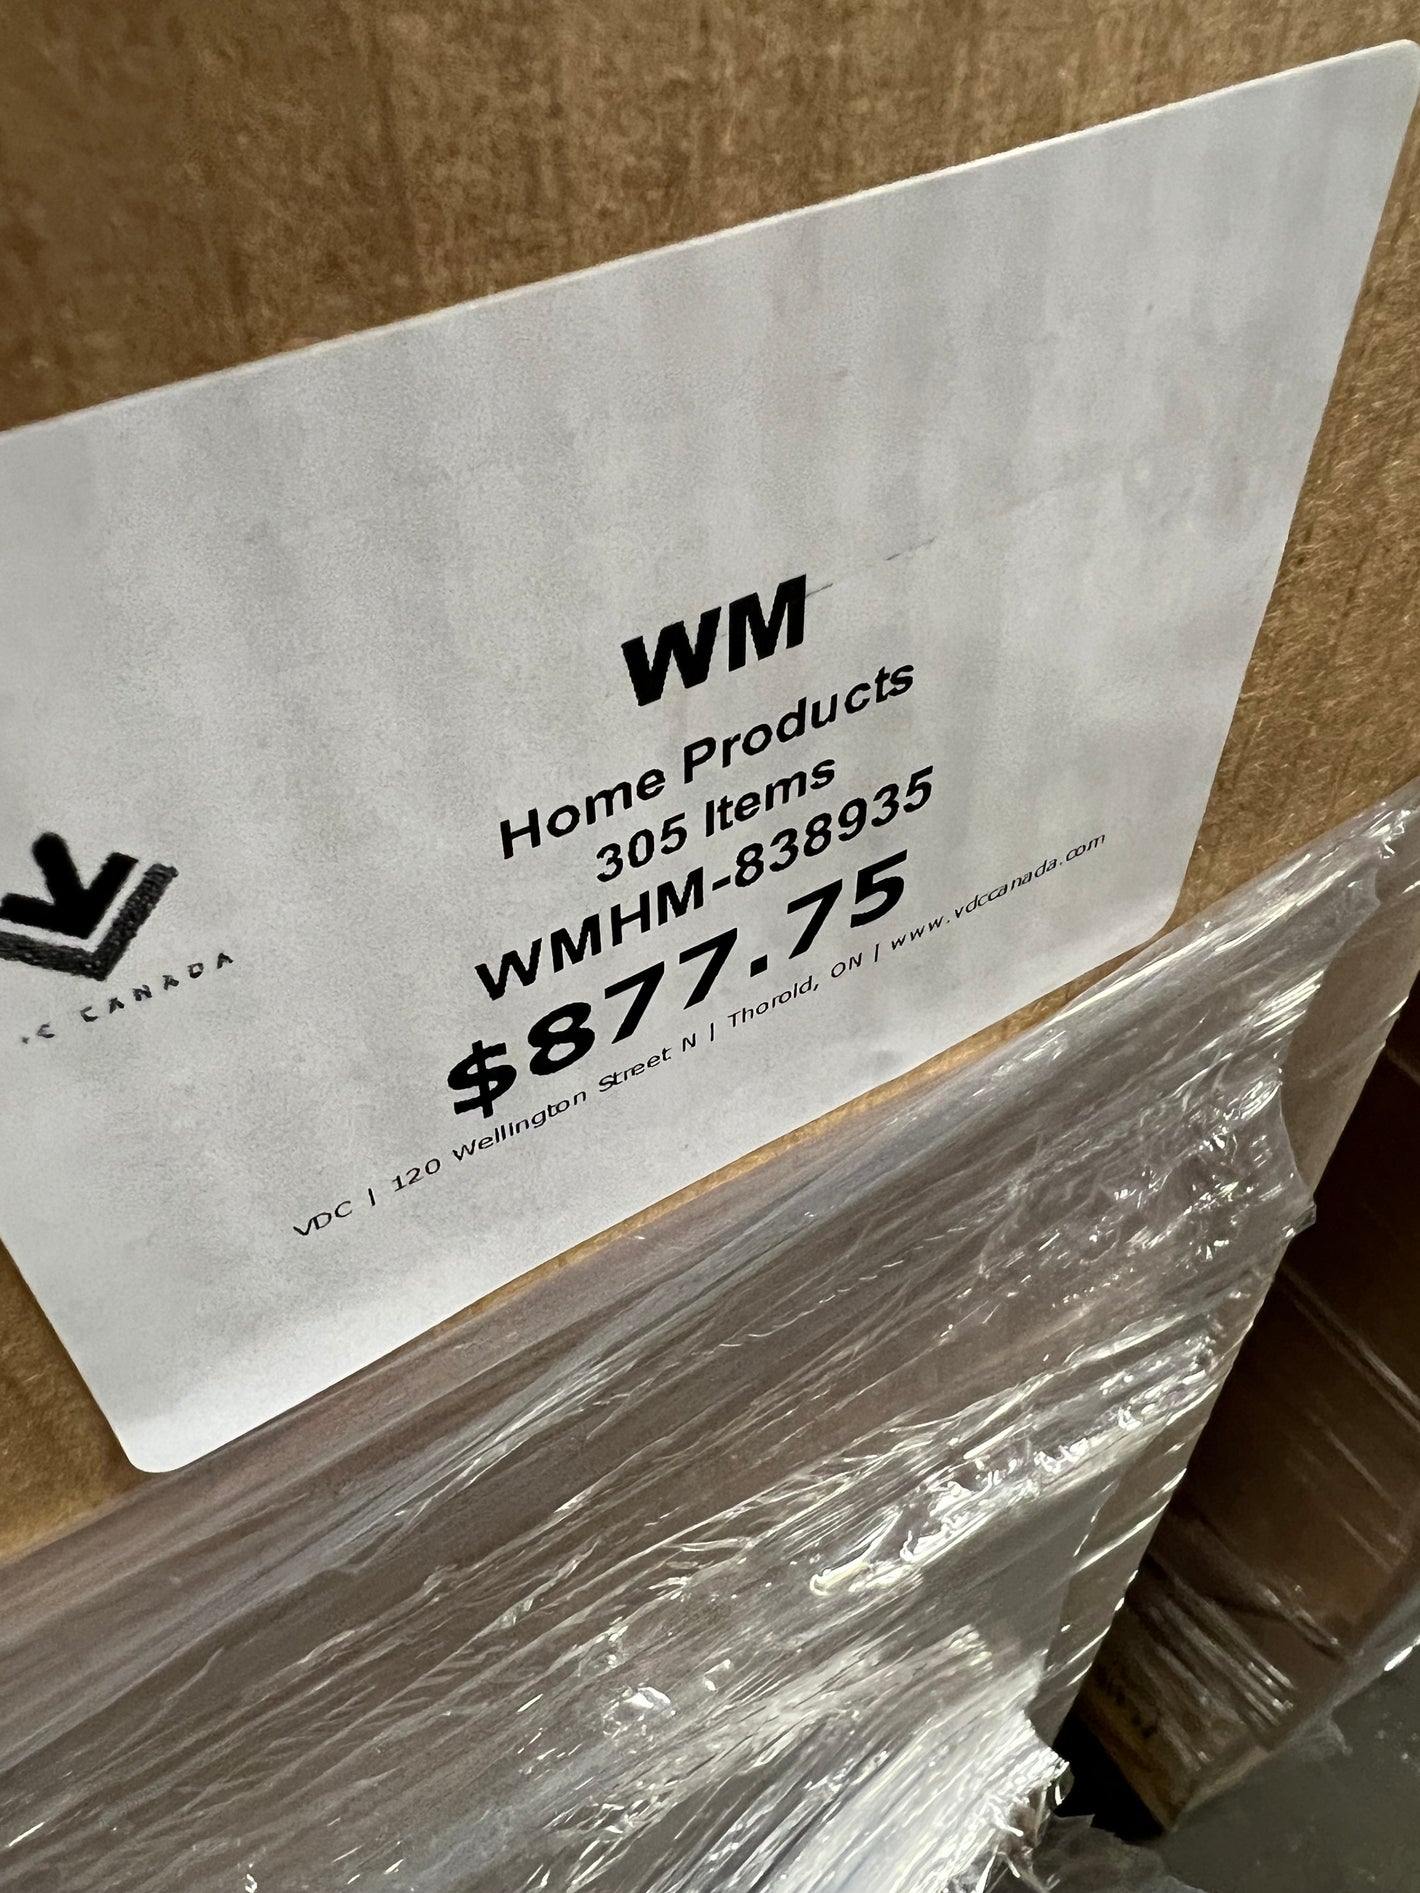 WM
Home Products
305 Items
WMHM-838935
$877.75
VDC | 120 Wellington Street N | Thorold, ON | www.vdccanada.com
CANADA